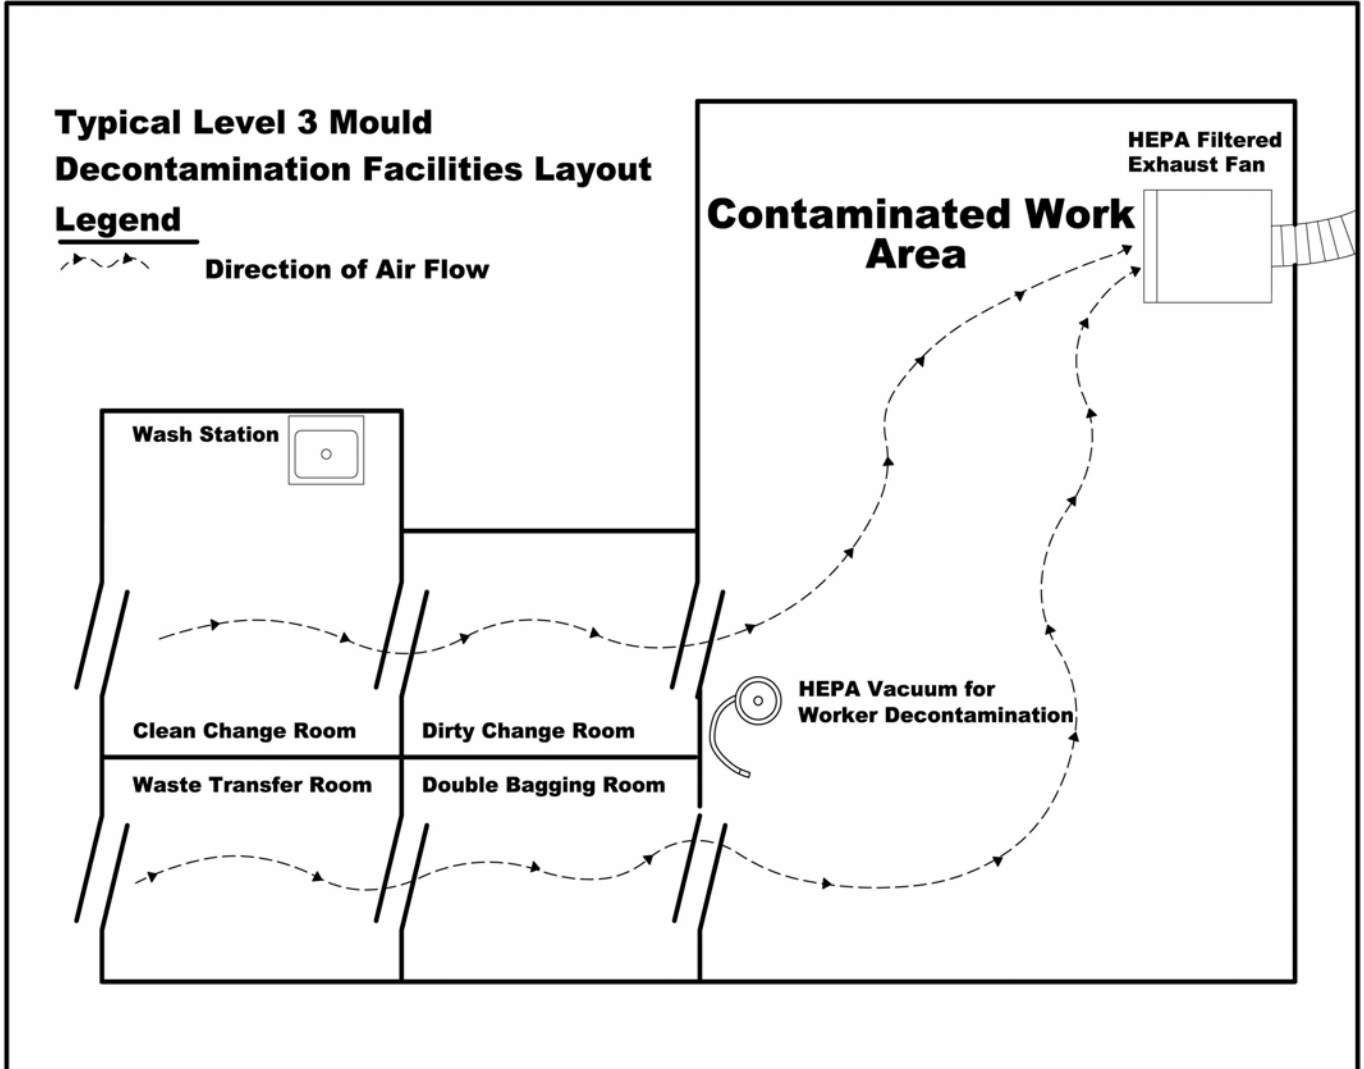 Typical Level 3 Mould
Decontamination Facilities Layout
Legend
Direction of Air Flow
HEPA Filtered
Exhaust Fan
Contaminated Work
Area
Wash Station
HEPA Vacuum for
Worker Decontamination
Clean Change Room
Dirty Change Room
Waste Transfer Room
Double Bagging Room